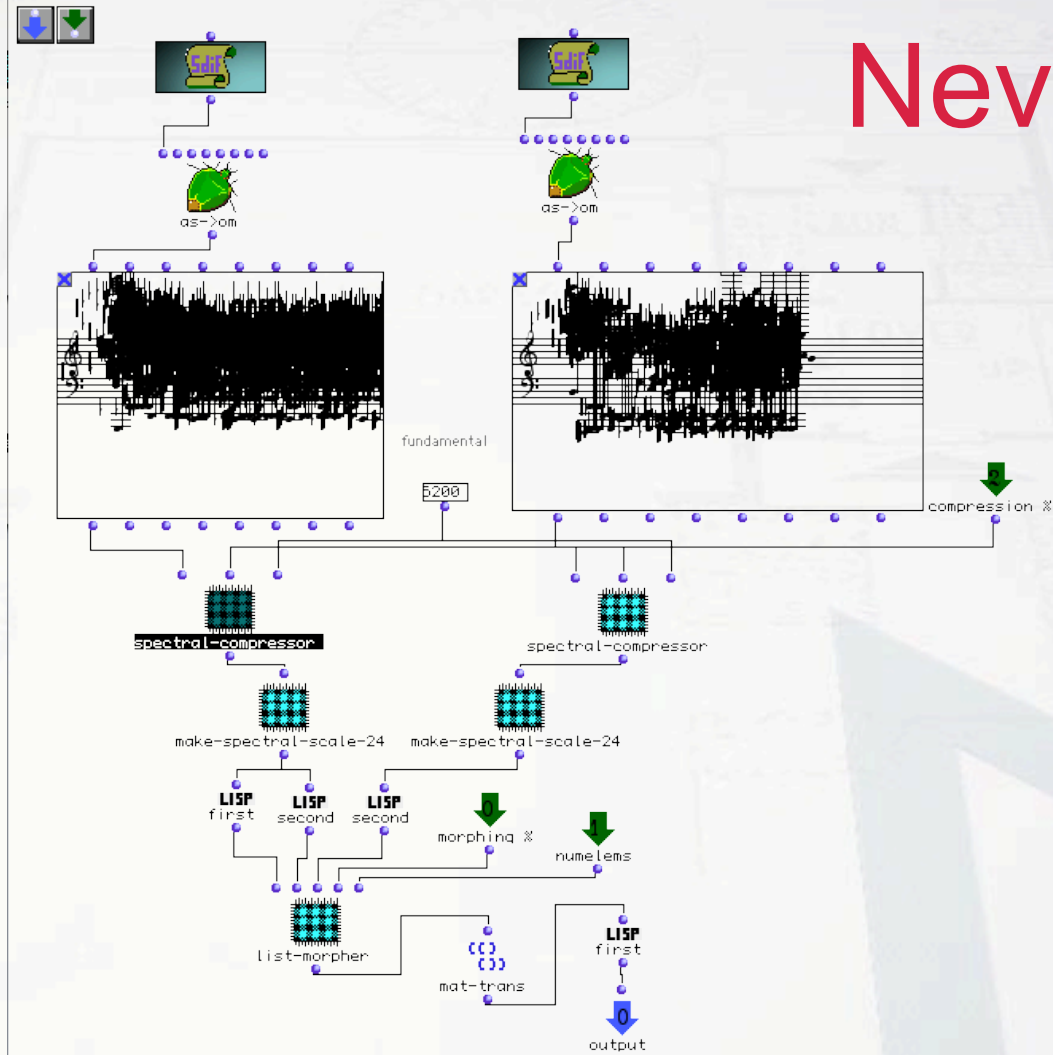 Nev
Sdif
Sdif
as->om
as->om
fundamental
5200
2
compression %
spectral-compressor
spectral-compressor
make-spectral-scale-24
make-spectral-scale-24
LISP
first
LISP
second
LISP
second
0
morphing %
1
numelems
list-morpher
(()
())
mat-trans
LISP
first
0
output